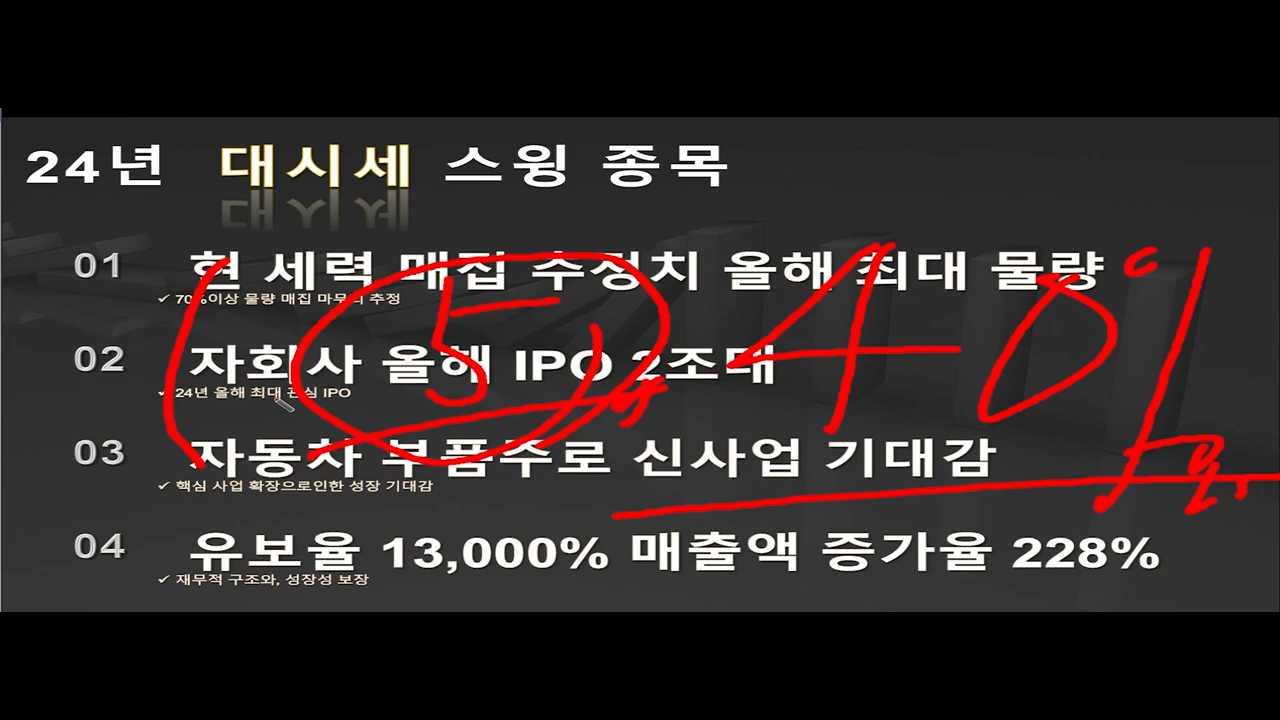 24년 대시세 스윙 종목
01 현 세력 매집 추정치 올해 최대 물량
✓ 70%이상 물량 매집 마무리 추정
02 자회사 올해 IPO 2조대
✓ 24년 올해 최대 관심 IPO
03 자동차 부품주로 신사업 기대감
✓ 핵심 사업 확장으로인한 성장 기대감
04 유보율 13,000% 매출액 증가율 228%
✓ 재무적 구조와, 성장성 보장
5
40%